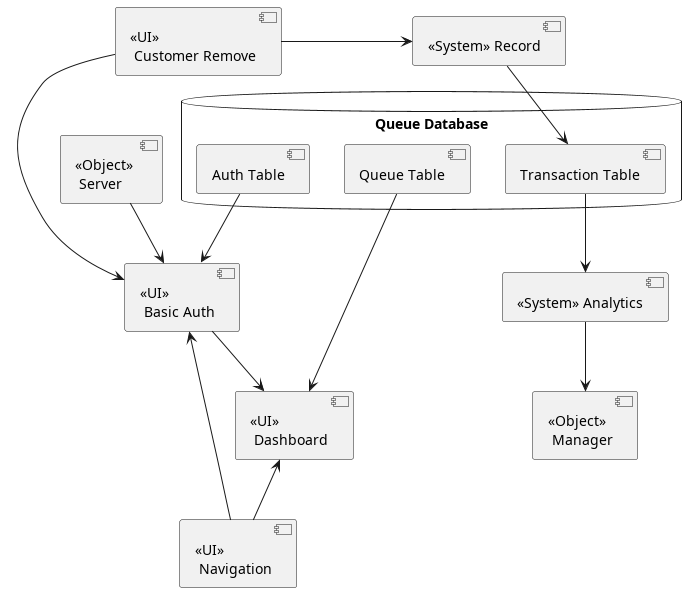 «UI»
Customer Remove
«System» Record
Queue Database
«Object»
Server
Auth Table
Queue Table
Transaction Table
«UI»
Basic Auth
«System» Analytics
«UI»
Dashboard
«Object»
Manager
«UI»
Navigation